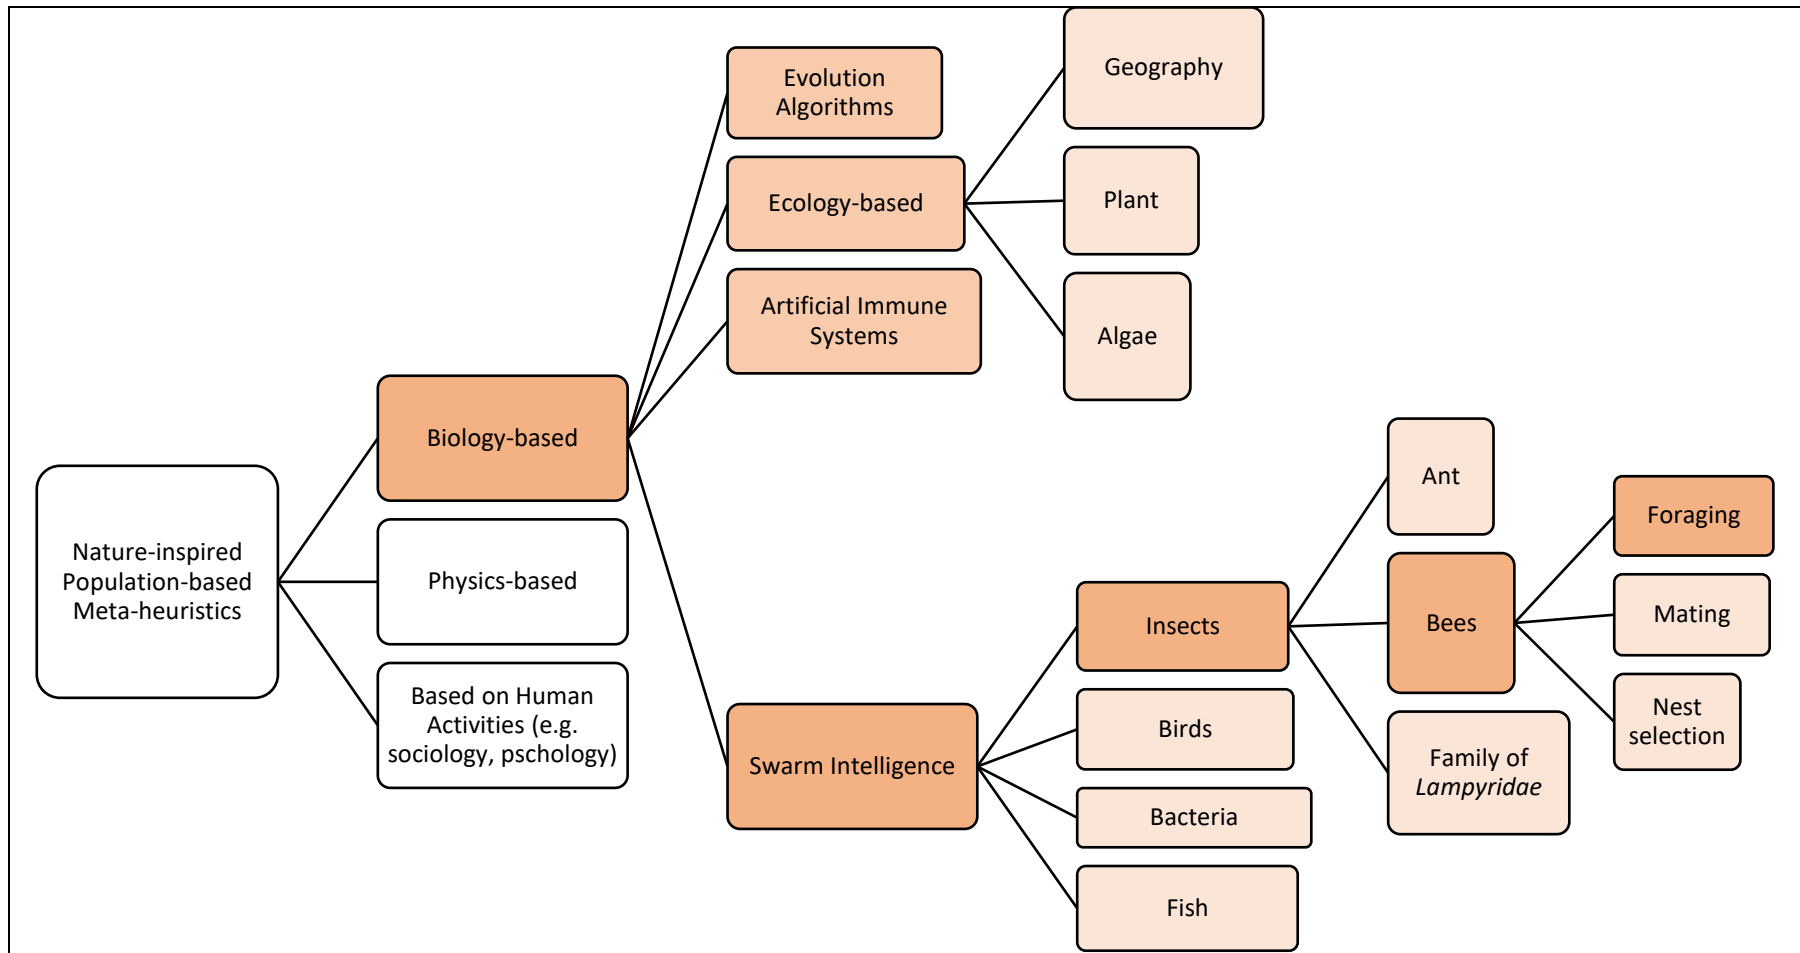 Nature-inspired
Population-based
Meta-heuristics
Biology-based
Physics-based
Based on Human
Activities (e.g.
sociology, pschology)
Evolution
Algorithms
Ecology-based
Artificial Immune
Systems
Swarm Intelligence
Geography
Plant
Algae
Insects
Birds
Bacteria
Fish
Ant
Bees
Family of
Lampyridae
Foraging
Mating
Nest
selection